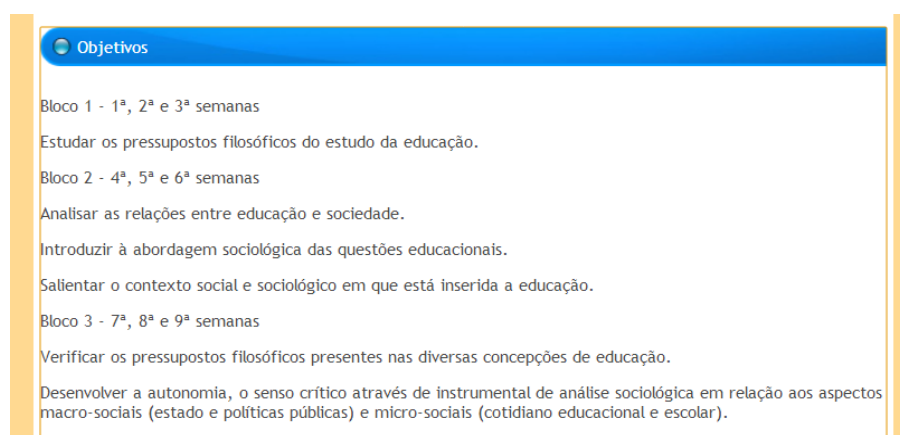 Objetivos
Bloco 1 - 1ª, 2ª e 3ª semanas
Estudar os pressupostos filosóficos do estudo da educação.
Bloco 2 - 4ª, 5ª e 6ª semanas
Analisar as relações entre educação e sociedade.
Introduzir à abordagem sociológica das questões educacionais.
Salientar o contexto social e sociológico em que está inserida a educação.
Bloco 3 - 7ª, 8ª e 9ª semanas
Verificar os pressupostos filosóficos presentes nas diversas concepções de educação.
Desenvolver a autonomia, o senso crítico através de instrumental de análise sociológica em relação aos aspectos
macro-sociais (estado e políticas públicas) e micro-sociais (cotidiano educacional e escolar).